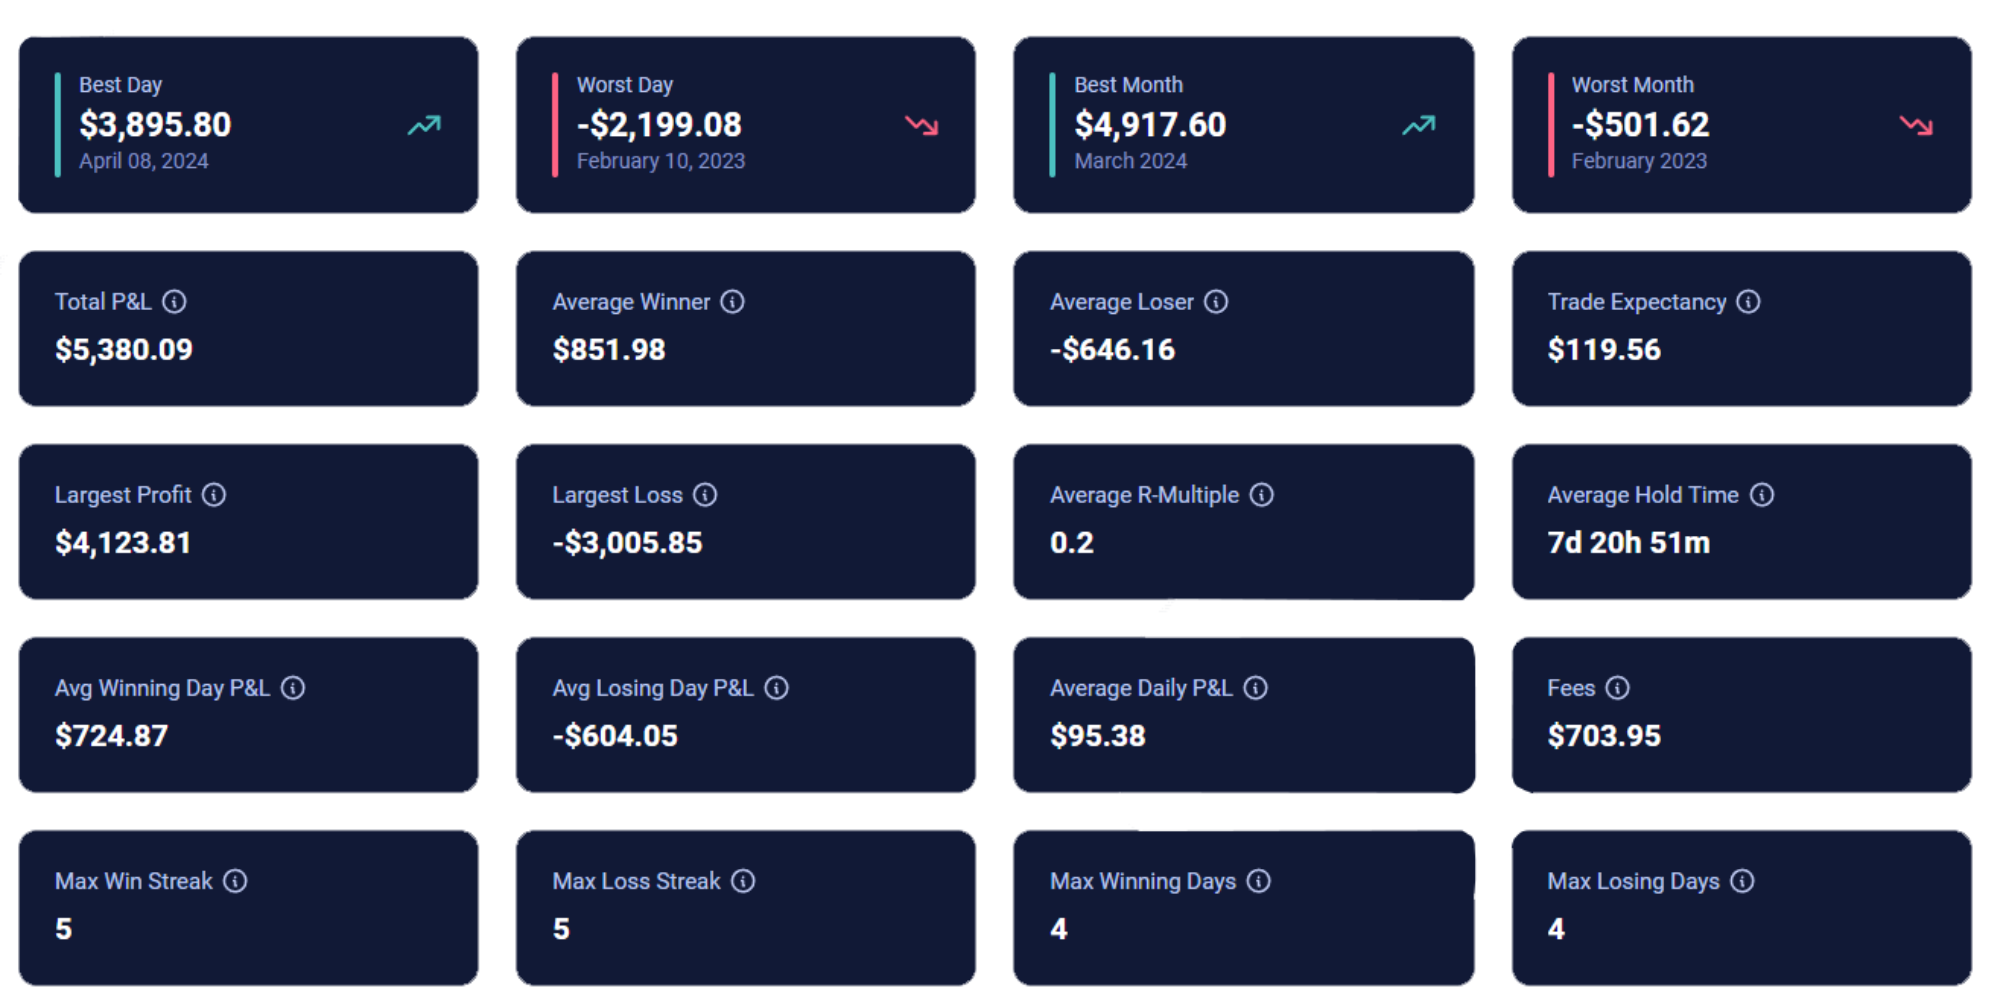 Best Day
$3,895.80
April 08, 2024
Worst Day
-$2,199.08
February 10, 2023
Best Month
$4,917.60
March 2024
Worst Month
-$501.62
February 2023
Total P&L
$5,380.09
Average Winner
$851.98
Average Loser
-$646.16
Trade Expectancy
$119.56
Largest Profit
$4,123.81
Largest Loss
-$3,005.85
Average R-Multiple
0.2
Average Hold Time
7d 20h 51m
Avg Winning Day P&L
$724.87
Avg Losing Day P&L
-$604.05
Average Daily P&L
$95.38
Fees
$703.95
Max Win Streak
5
Max Loss Streak
5
Max Winning Days
4
Max Losing Days
4